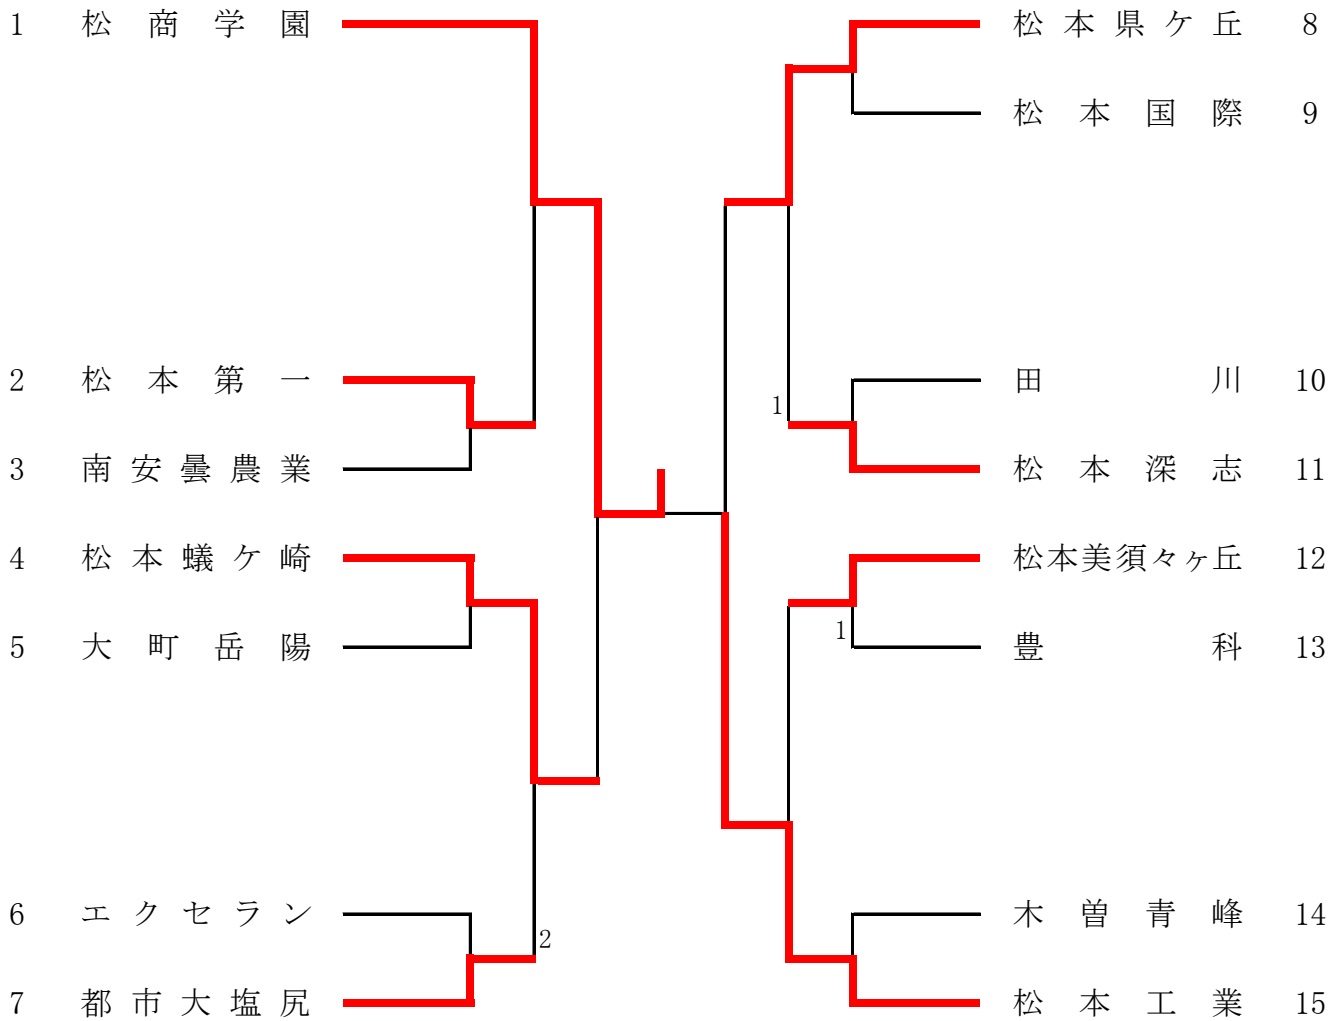 1 松商学園
2 松本第一
3 南安曇農業
4 松本蟻ケ崎
5 大町岳陽
6 エクセラン
2
7 都市大塩尻
松本県ケ丘 8
松本国際 9
田川 10
1
松本深志 11
松本美須々ヶ丘 12
1
豊科 13
木曽青峰 14
松本工業 15